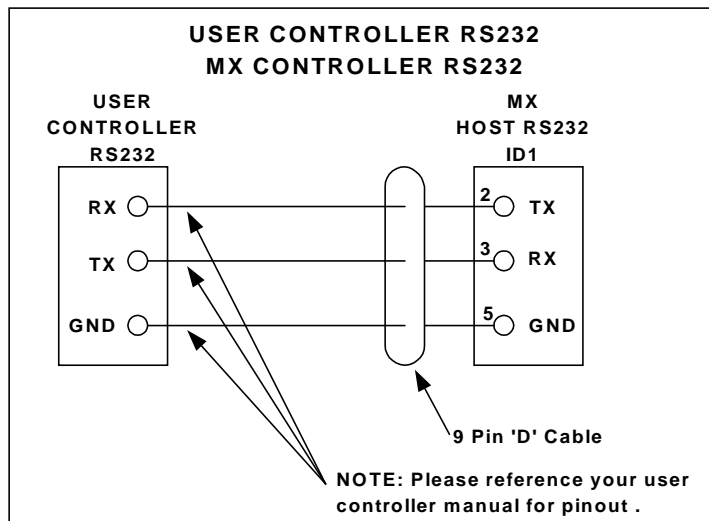 USER CONTROLLER RS232
MX CONTROLLER RS232
USER
CONTROLLER
RS232
MX
HOST RS232
ID1
RX
2
TX
TX
3
RX
GND
5
GND
9 Pin 'D' Cable
NOTE: Please reference your user
controller manual for pinout .